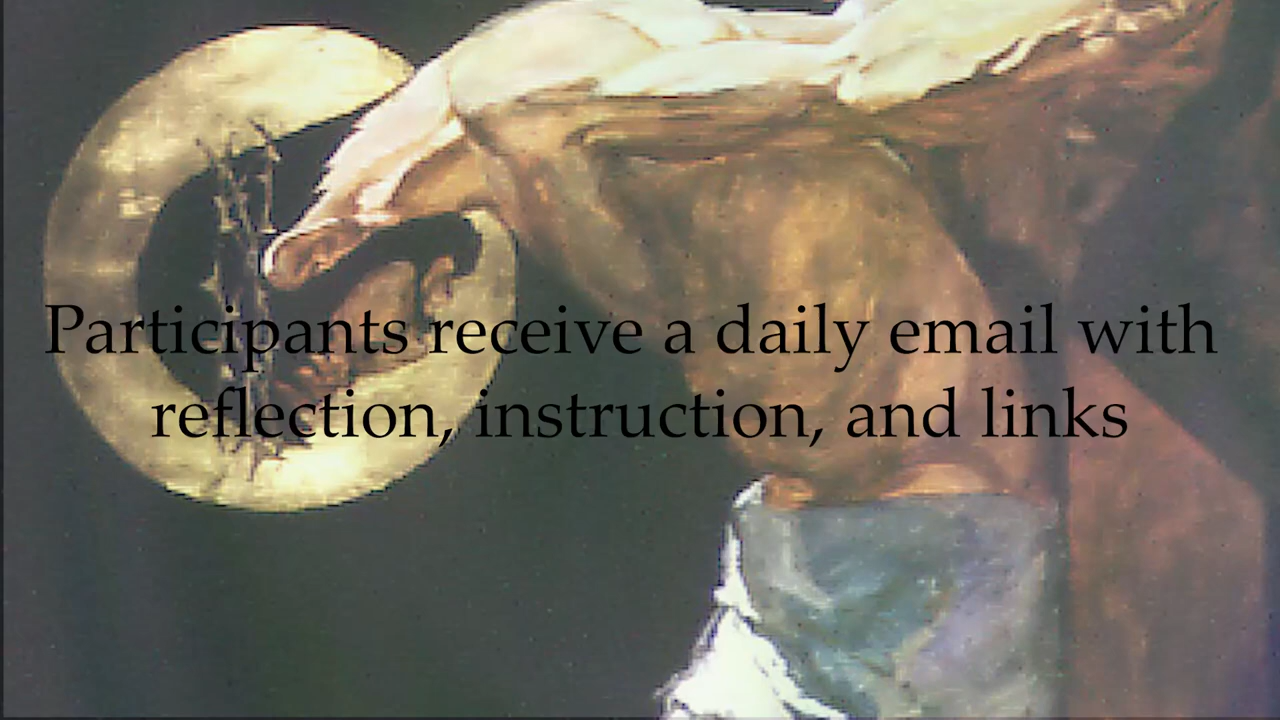 Participants receive a daily email with
reflection, instruction, and links